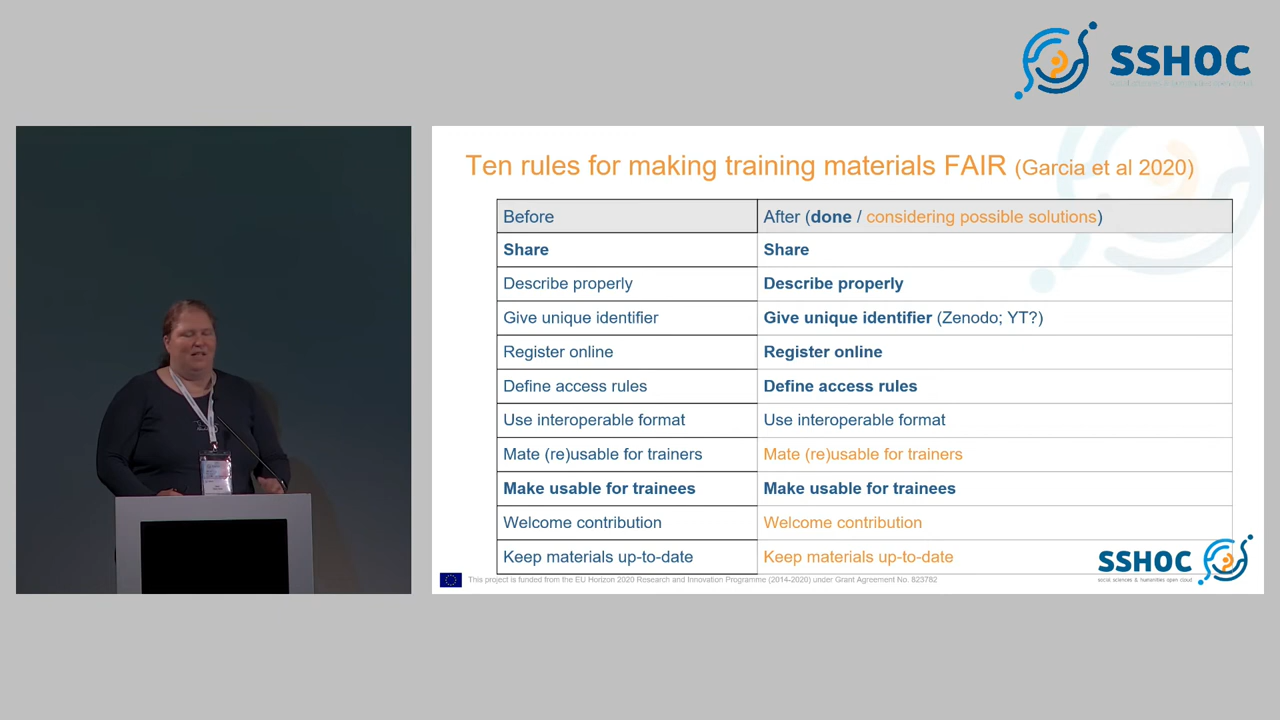 SSHOC
Ten rules for making training materials FAIR (Garcia et al 2020)
Before
After (done / considering possible solutions)
Share
Share
Describe properly
Describe properly
Give unique identifier
Give unique identifier (Zenodo; YT?)
Register online
Register online
Define access rules
Define access rules
Use interoperable format
Use interoperable format
Mate (re)usable for trainers
Mate (re)usable for trainers
Make usable for trainees
Make usable for trainees
Welcome contribution
Welcome contribution
Keep materials up-to-date
Keep materials up-to-date
SSHOC
social sciences & humanities open cloud
This project is funded from the EU Horizon 2020 Research and Innovation Programme (2014-2020) under Grant Agreement No. 823782